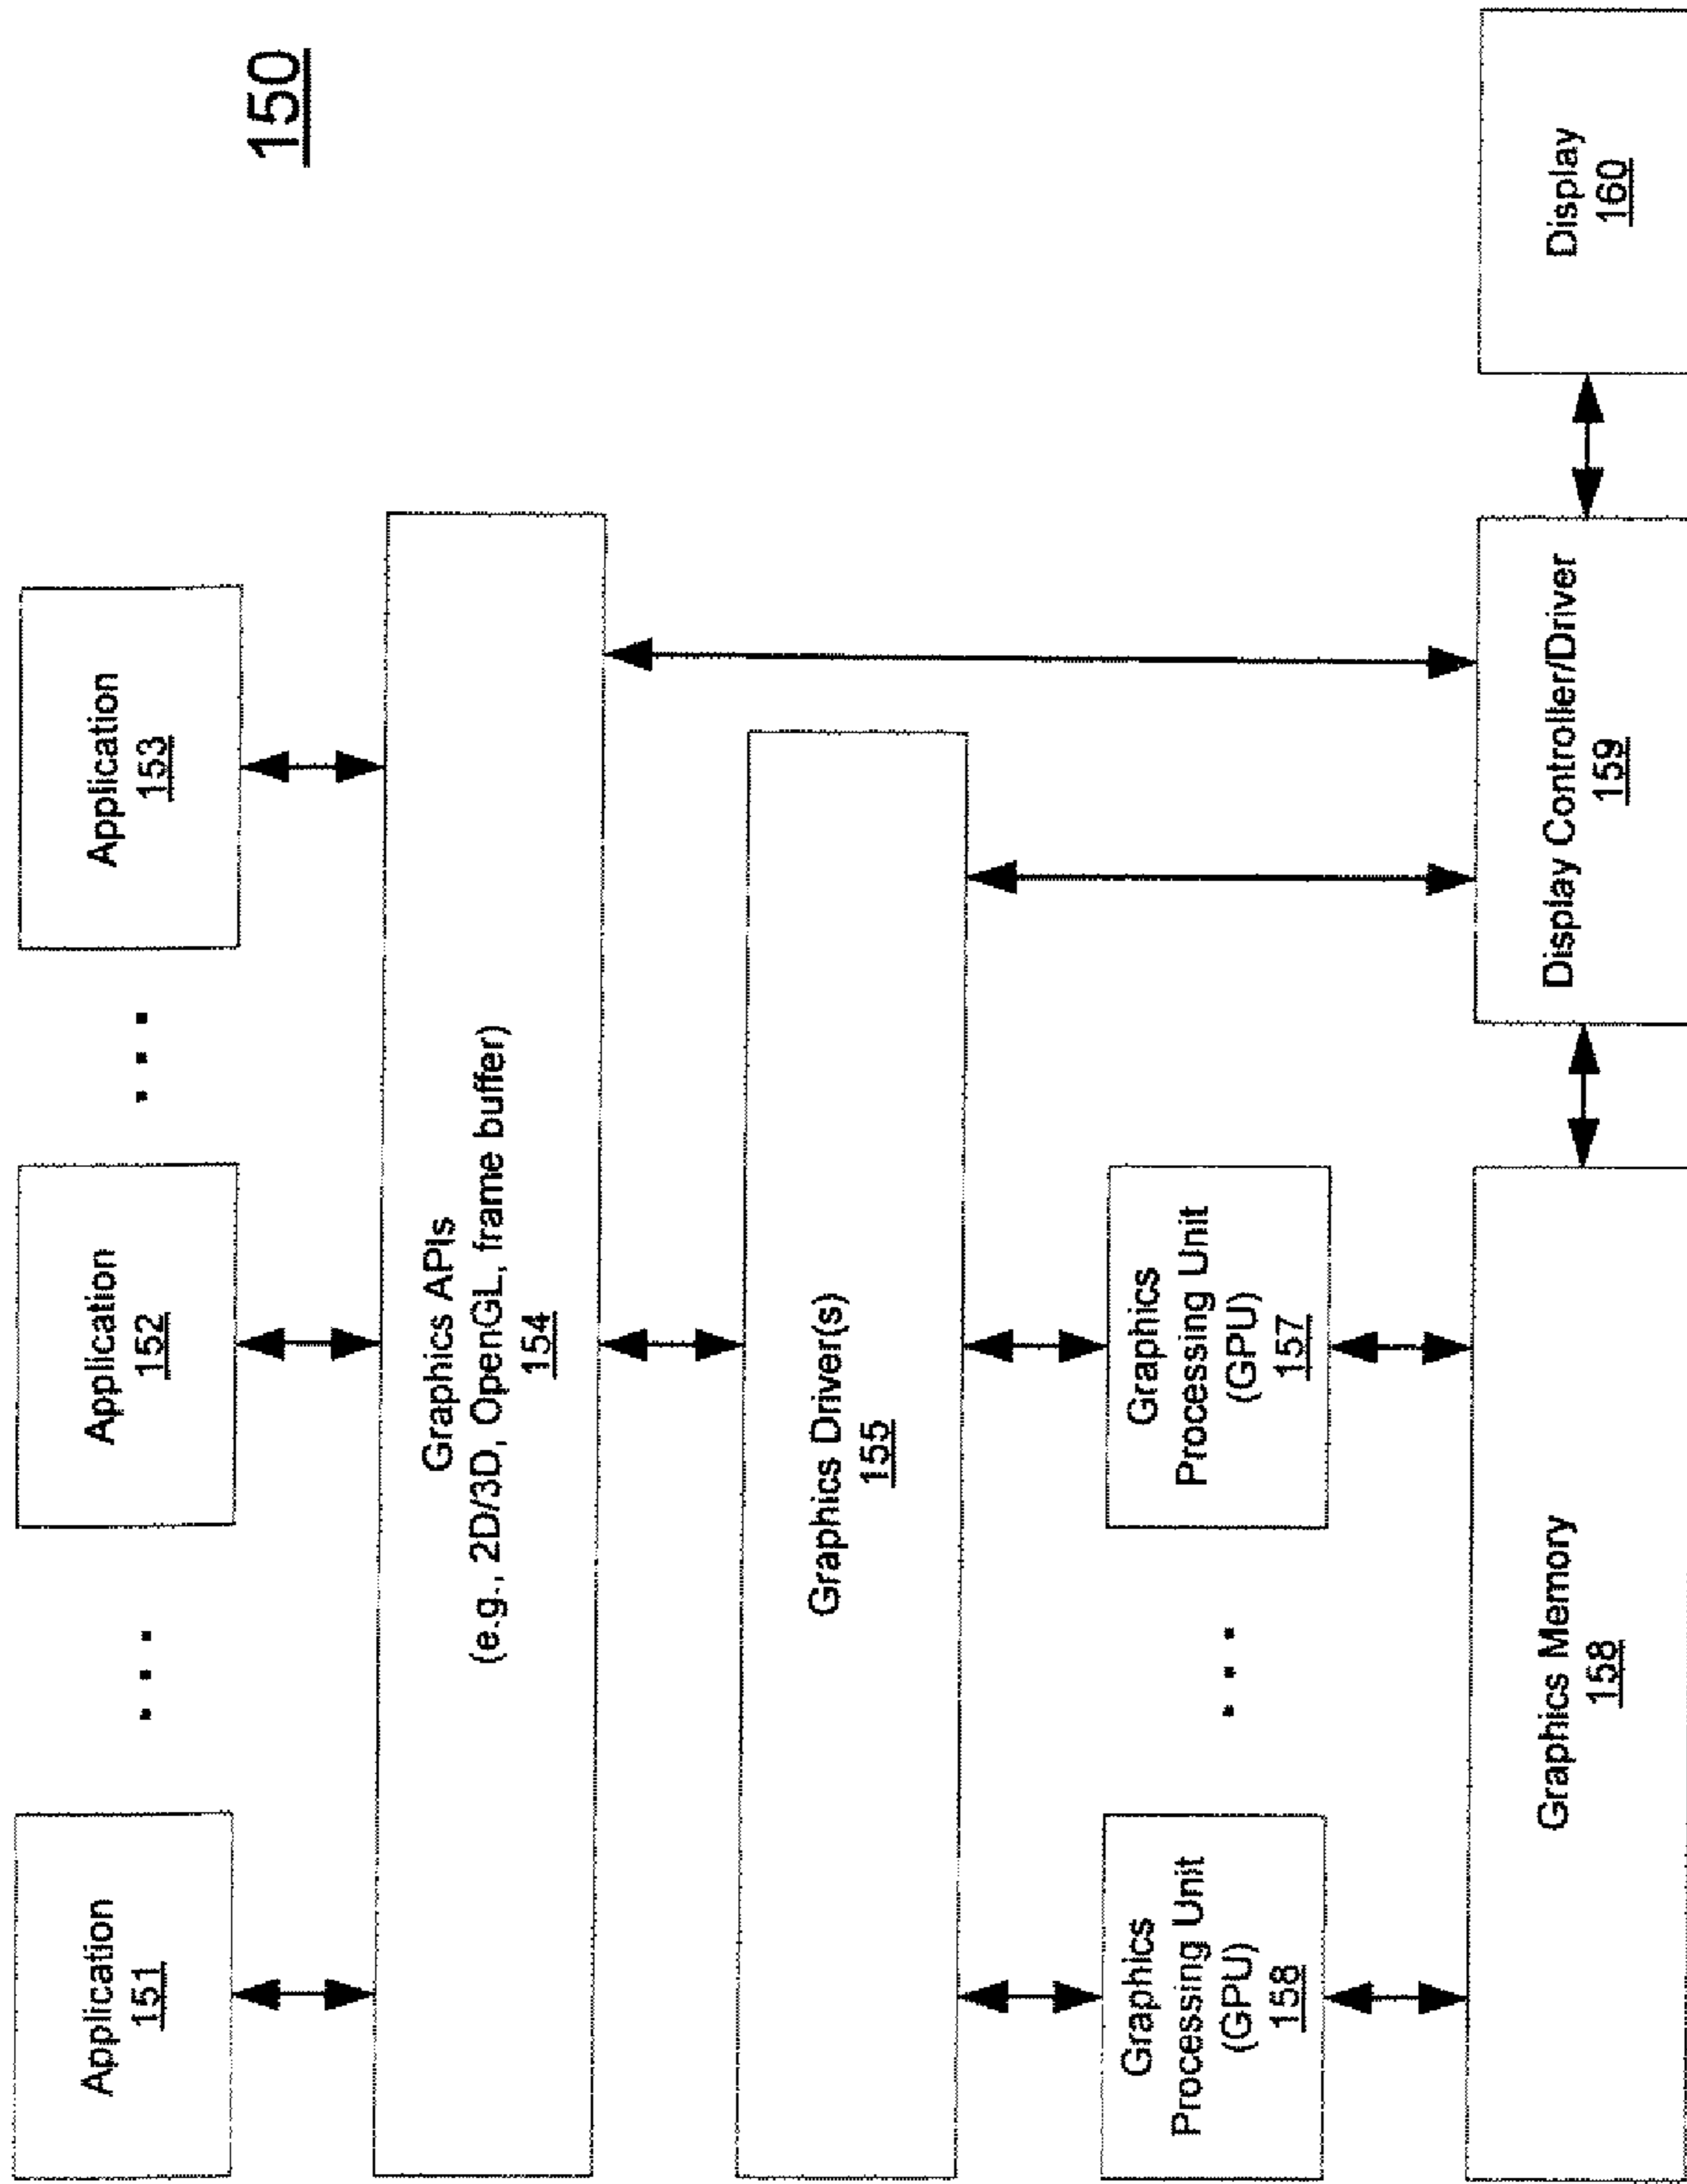 150
Application
151
. . .
Application
152
. . .
Application
153
Graphics APIs
(e.g., 2D/3D, OpenGL, frame buffer)
154
Graphics Driver(s)
155
Graphics
Processing Unit
(GPU)
158
. . .
Graphics
Processing Unit
(GPU)
157
Graphics Memory
158
Display Controller/Driver
159
Display
160